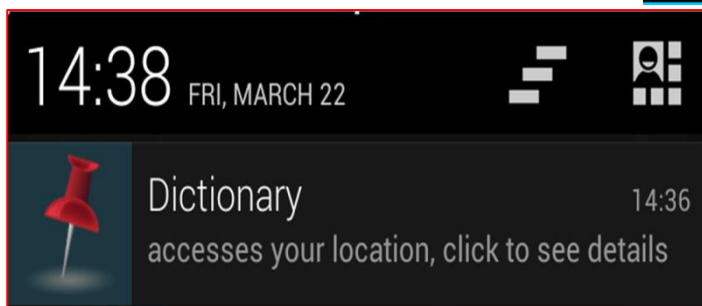 14:38 FRI, MARCH 22
Dictionary 14:36
accesses your location, click to see details